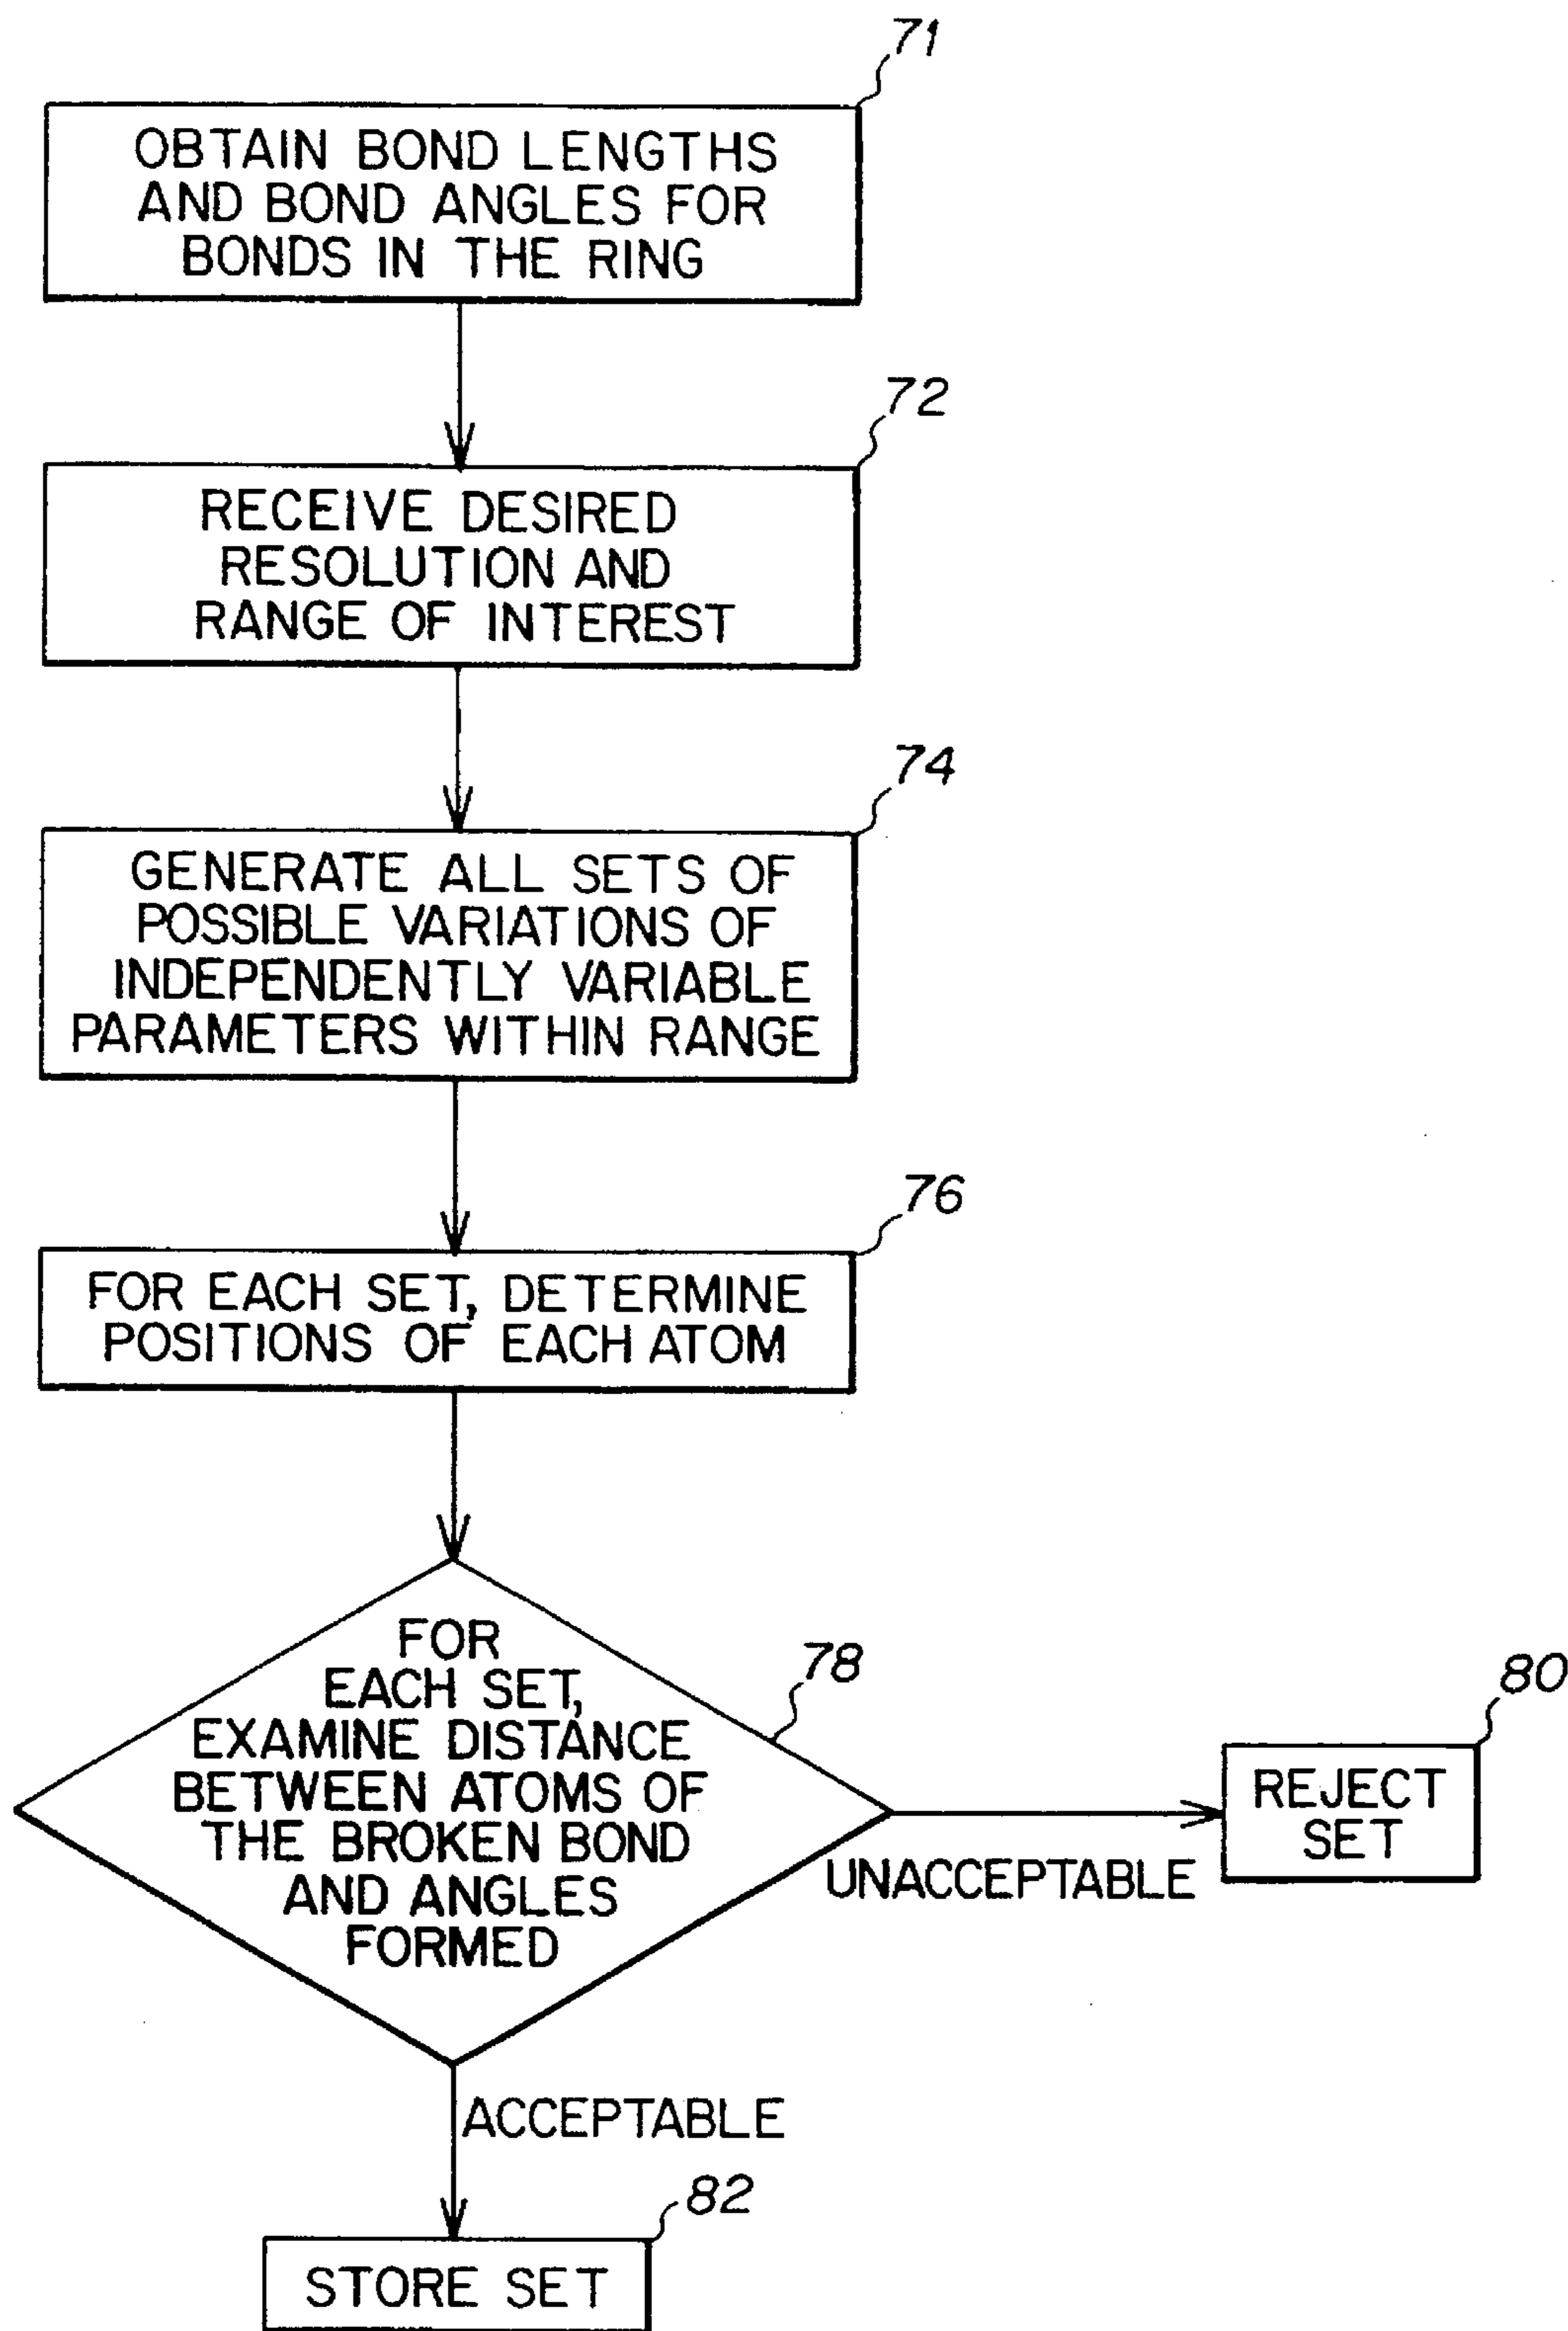 71
OBTAIN BOND LENGTHS
AND BOND ANGLES FOR
BONDS IN THE RING
72
RECEIVE DESIRED
RESOLUTION AND
RANGE OF INTEREST
74
GENERATE ALL SETS OF
POSSIBLE VARIATIONS OF
INDEPENDENTLY VARIABLE
PARAMETERS WITHIN RANGE
76
FOR EACH SET, DETERMINE
POSITIONS OF EACH ATOM
78
FOR
EACH SET,
EXAMINE DISTANCE
BETWEEN ATOMS OF
THE BROKEN BOND
AND ANGLES
FORMED
UNACCEPTABLE
80
REJECT
SET
ACCEPTABLE
82
STORE SET